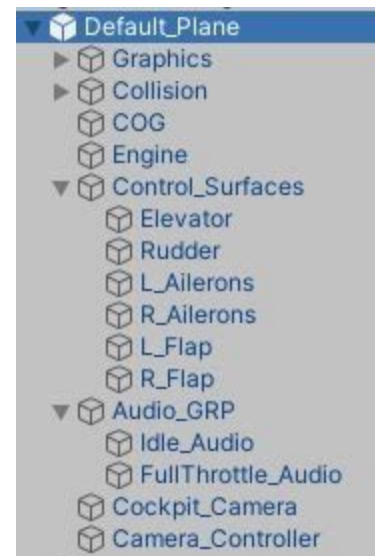 Default_Plane
Graphics
Collision
COG
Engine
Control_Surfaces
Elevator
Rudder
L_Ailerons
R_Ailerons
L_Flap
R_Flap
Audio_GRP
Idle_Audio
FullThrottle_Audio
Cockpit_Camera
Camera_Controller